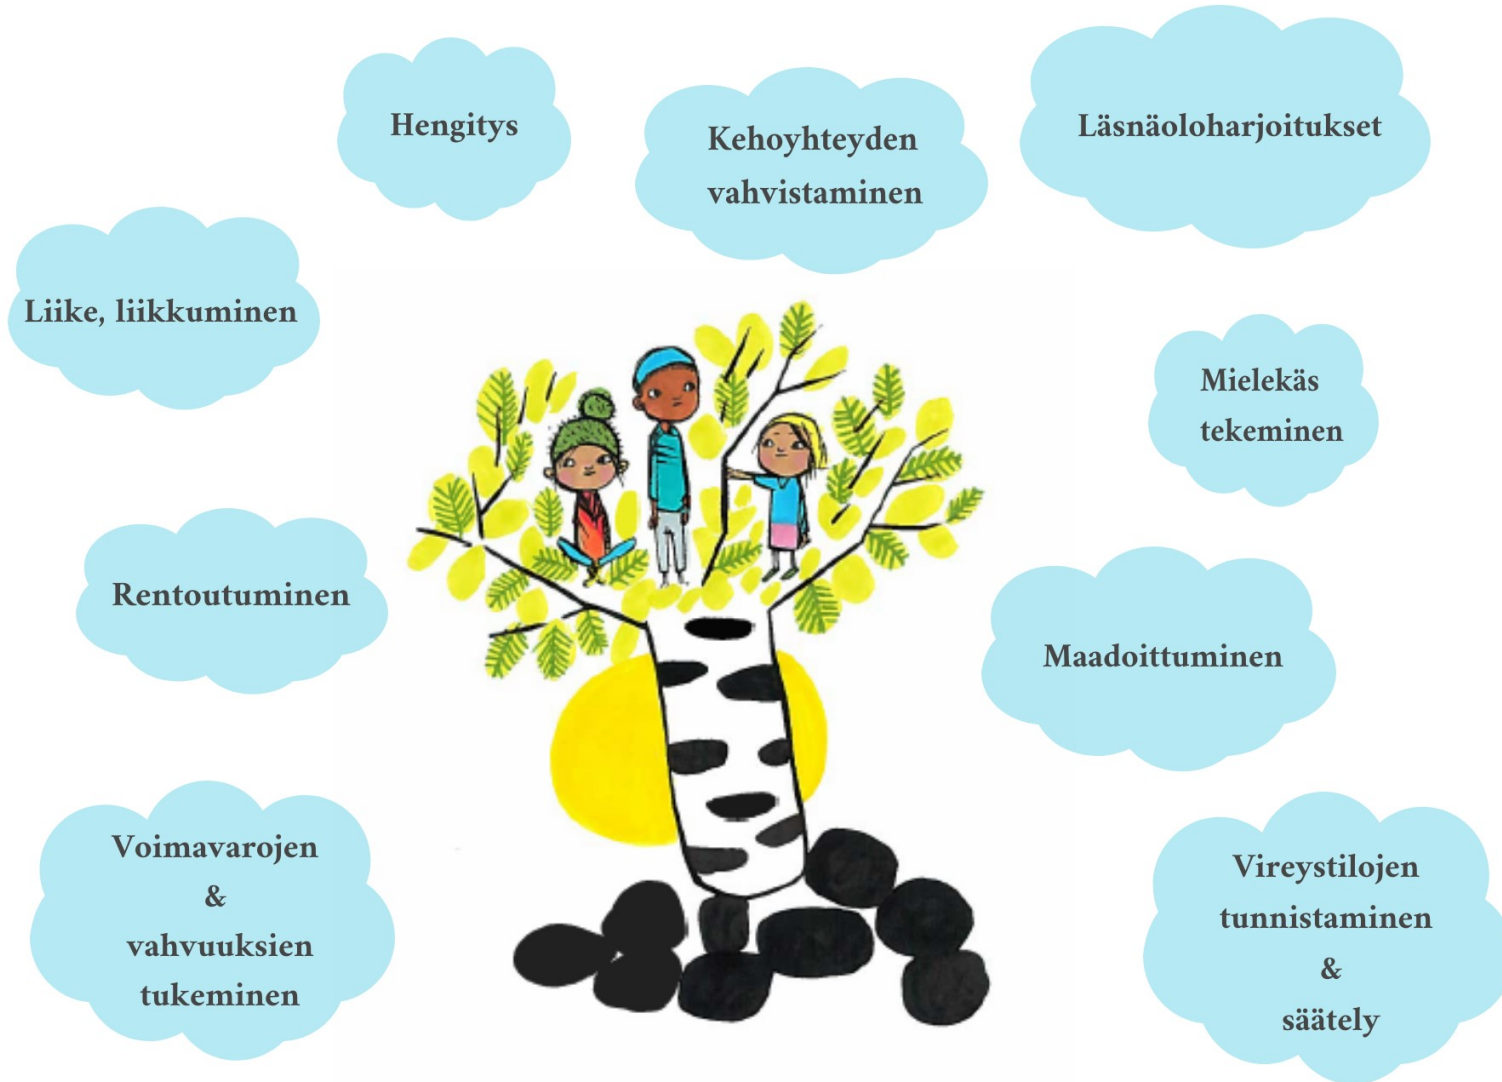 Hengitys
Kehoyhteyden
vahvistaminen
Läsnäoloharjoitukset
Liike, liikkuminen
Mielekäs
tekeminen
Rentoutuminen
Maadoittuminen
Voimavarojen
&
vahvuuksien
tukeminen
Vireystilojen
tunnistaminen
&
säätely